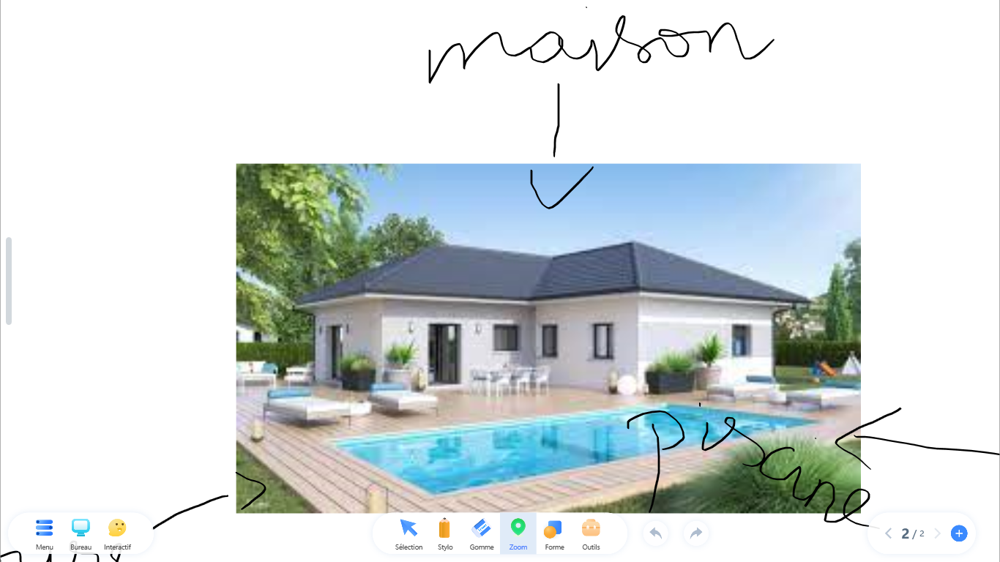 maison
piscine
Menu Bureau Interactif
Sélection Stylo Gomme Zoom Forme Outils
2 / 2